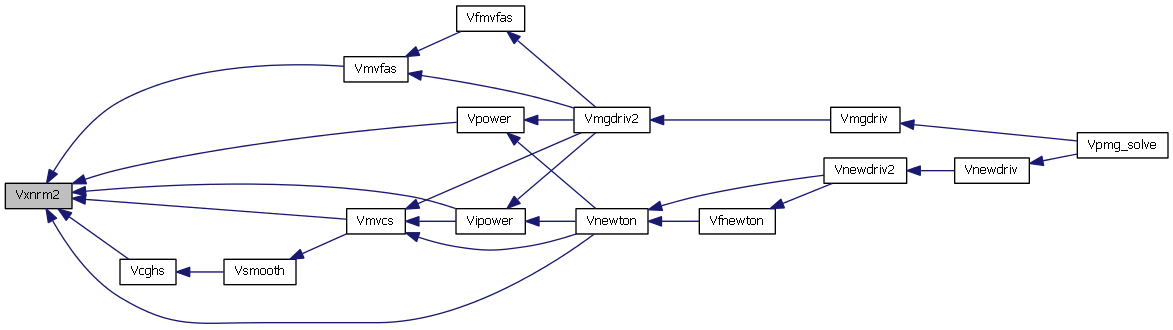 Vfmvfas
Vmvfas
Vpower
Vmgdriv2
Vmgdriv
Vpmg_solve
Vnewdriv2
Vnewdriv
Vxnrm2
Vmvcs
Vipower
Vnewton
Vfnewton
Vcghs
Vsmooth